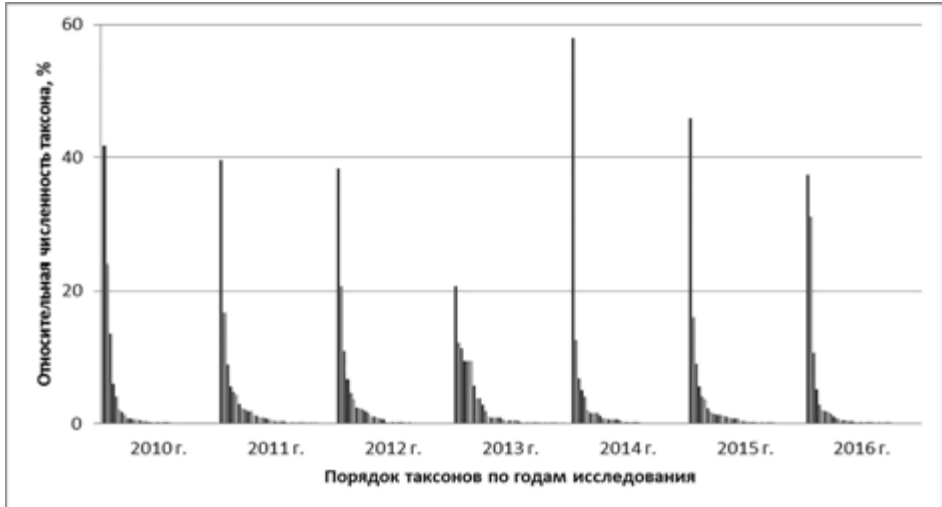 Относительная численность таксона, %
60
40
20
0
2010 г. 2011 г. 2012 г. 2013 г. 2014 г. 2015 г. 2016 г.
Порядок таксонов по годам исследования